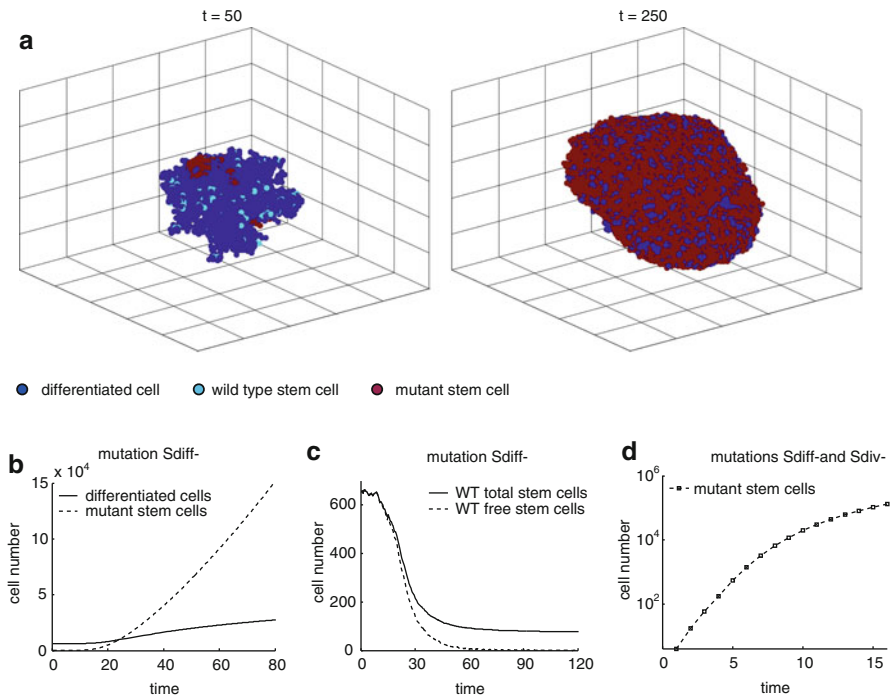 t = 50
t = 250
a
differentiated cell
wild type stem cell
mutant stem cell
b
mutation Sdiff-
x 10^4
15
10
5
0
cell number
differentiated cells
mutant stem cells
0 20 40 60 80
time
c
mutation Sdiff-
600
400
200
0
cell number
WT total stem cells
WT free stem cells
0 30 60 90 120
time
d
mutations Sdiff-and Sdiv-
10^6
10^4
10^2
cell number
mutant stem cells
0 5 10 15
time